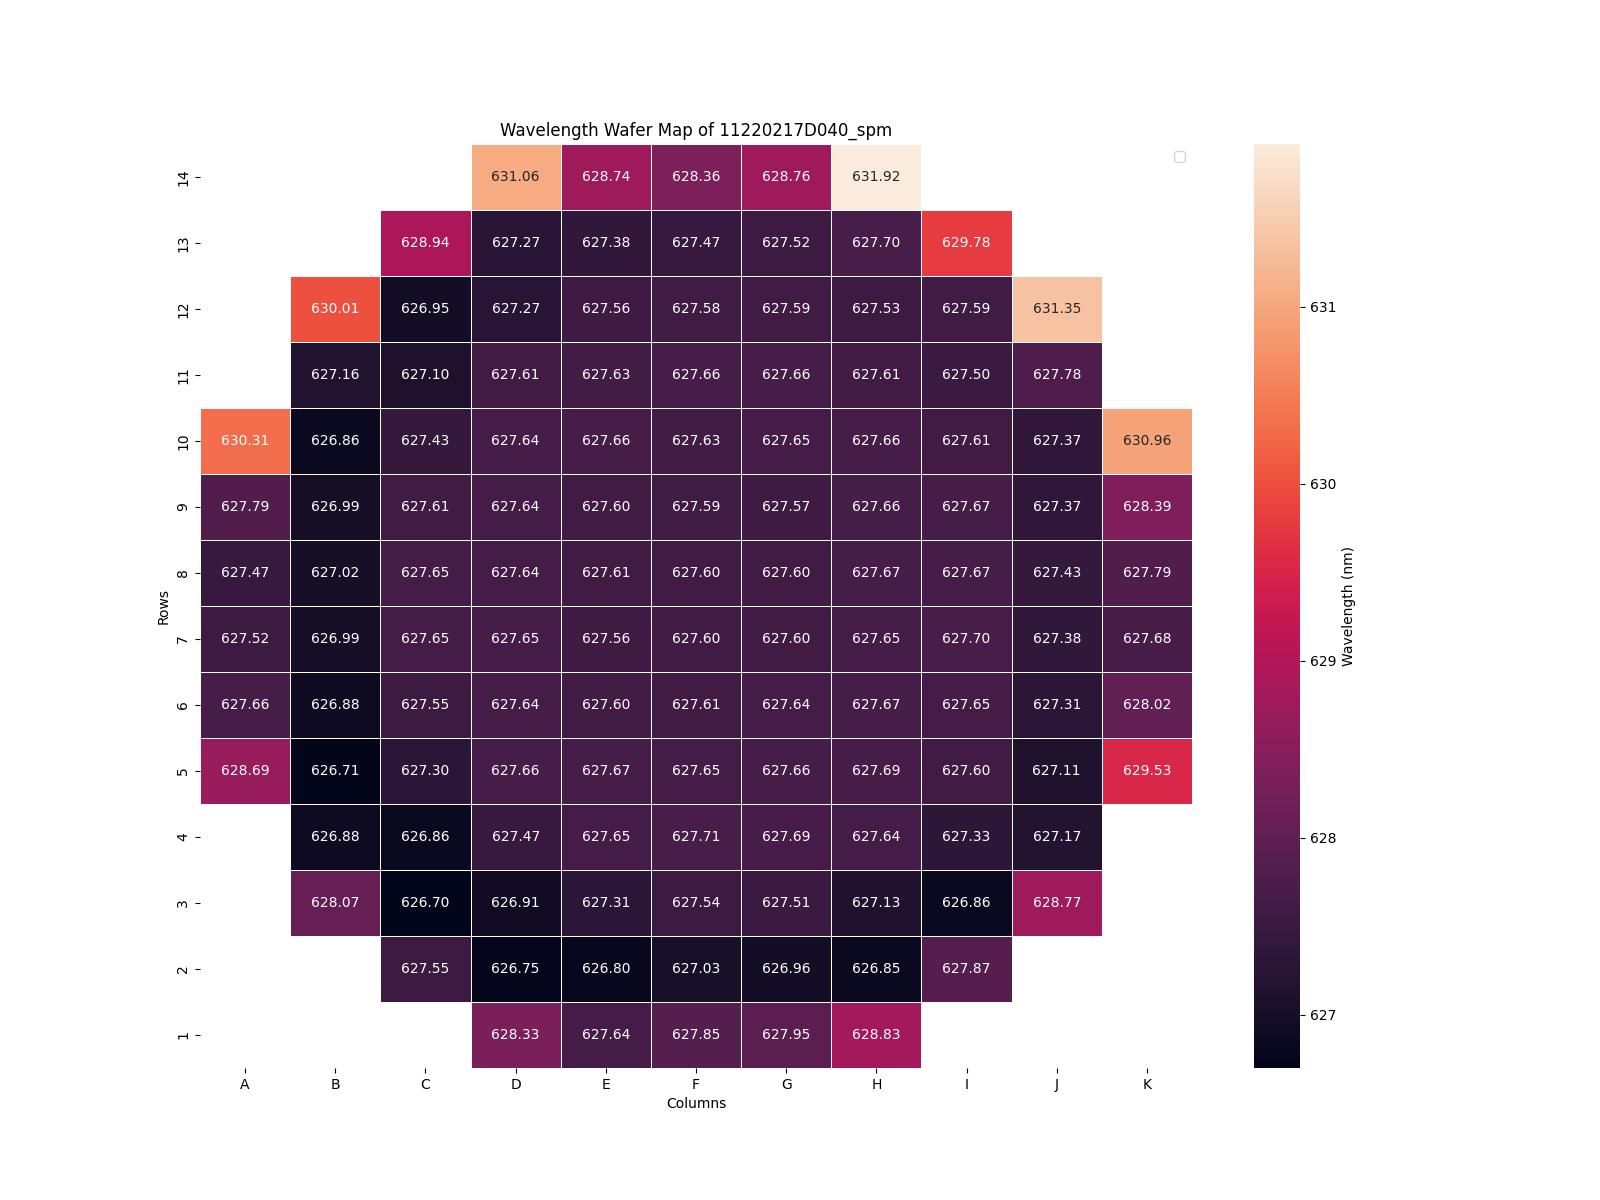 Wavelength Wafer Map of 11220217D040_spm
14 631.06 628.74 628.36 628.76 631.92
13 628.94 627.27 627.38 627.47 627.52 627.70 629.78
12 630.01 626.95 627.27 627.56 627.58 627.59 627.53 627.59 631.35
631
11 627.16 627.10 627.61 627.63 627.66 627.66 627.61 627.50 627.78
10 630.31 626.86 627.43 627.64 627.66 627.63 627.65 627.66 627.61 627.37 630.96
630
9 627.79 626.99 627.61 627.64 627.60 627.59 627.57 627.66 627.67 627.37 628.39
8 627.47 627.02 627.65 627.64 627.61 627.60 627.60 627.67 627.67 627.43 627.79
Rows
Wavelength (nm)
7 627.52 626.99 627.65 627.65 627.56 627.60 627.60 627.65 627.70 627.38 627.68
629
6 627.66 626.88 627.55 627.64 627.60 627.61 627.64 627.67 627.65 627.31 628.02
5 628.69 626.71 627.30 627.66 627.67 627.65 627.66 627.69 627.60 627.11 629.53
4 626.88 626.86 627.47 627.65 627.71 627.69 627.64 627.33 627.17
628
3 628.07 626.70 626.91 627.31 627.54 627.51 627.13 626.86 628.77
2 627.55 626.75 626.80 627.03 626.96 626.85 627.87
627
1 628.33 627.64 627.85 627.95 628.83
A B C D E F G H I J K
Columns